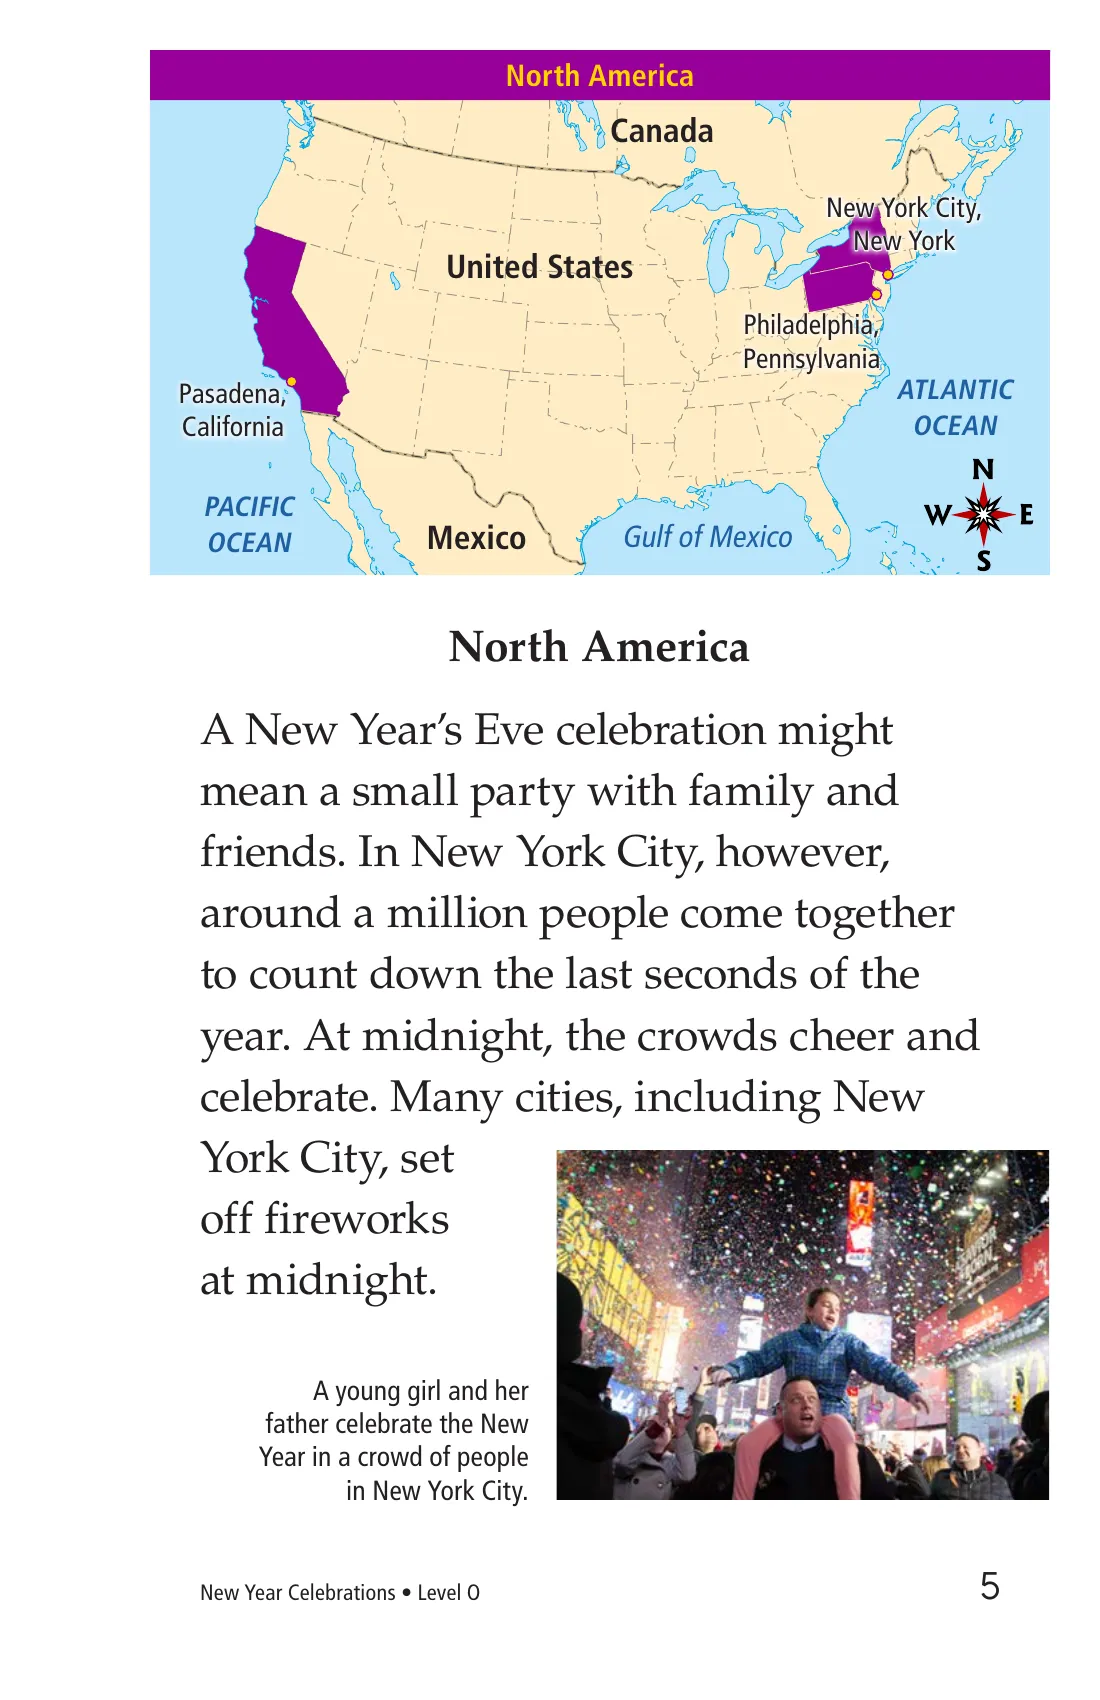 North America
Canada
New York City,
New York
United States
Philadelphia,
Pennsylvania
Pasadena,
California
ATLANTIC
OCEAN
N
W E
S
PACIFIC
OCEAN
Mexico
Gulf of Mexico
North America
A New Year’s Eve celebration might
mean a small party with family and
friends. In New York City, however,
around a million people come together
to count down the last seconds of the
year. At midnight, the crowds cheer and
celebrate. Many cities, including New
York City, set
off fireworks
at midnight.
A young girl and her
father celebrate the New
Year in a crowd of people
in New York City.
New Year Celebrations • Level O
5